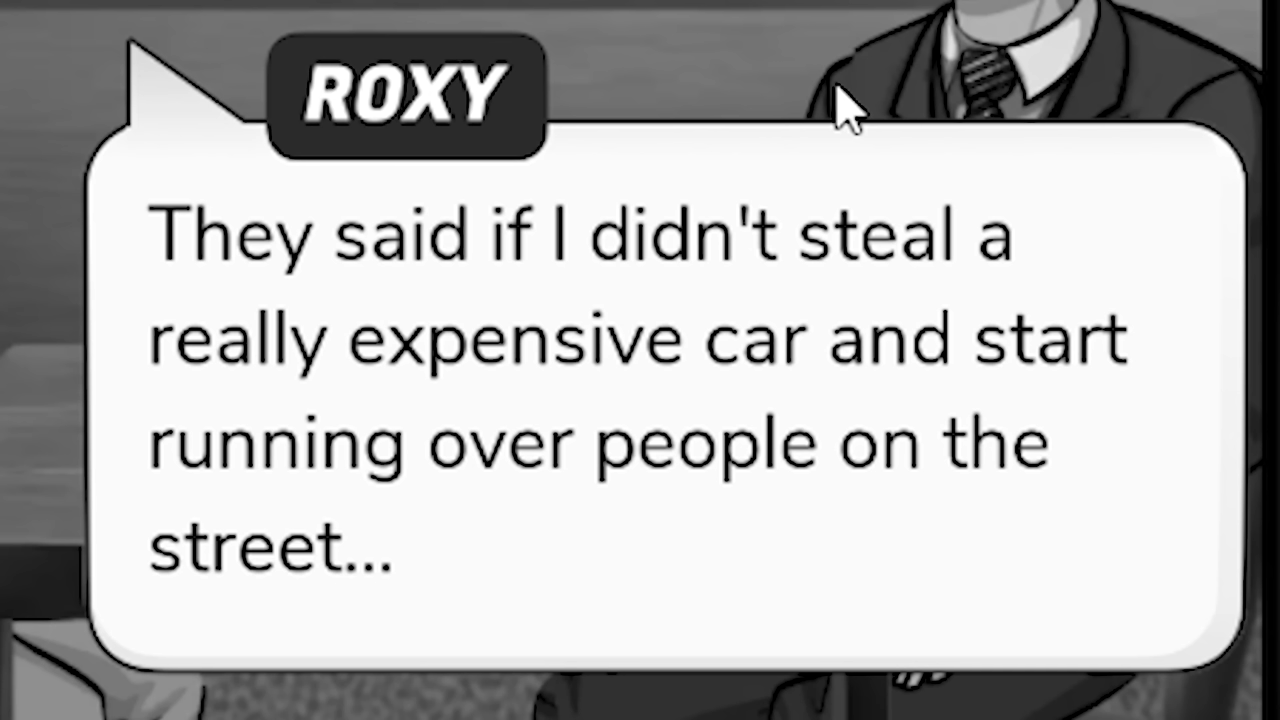 ROXY
They said if I didn't steal a
really expensive car and start
running over people on the
street...